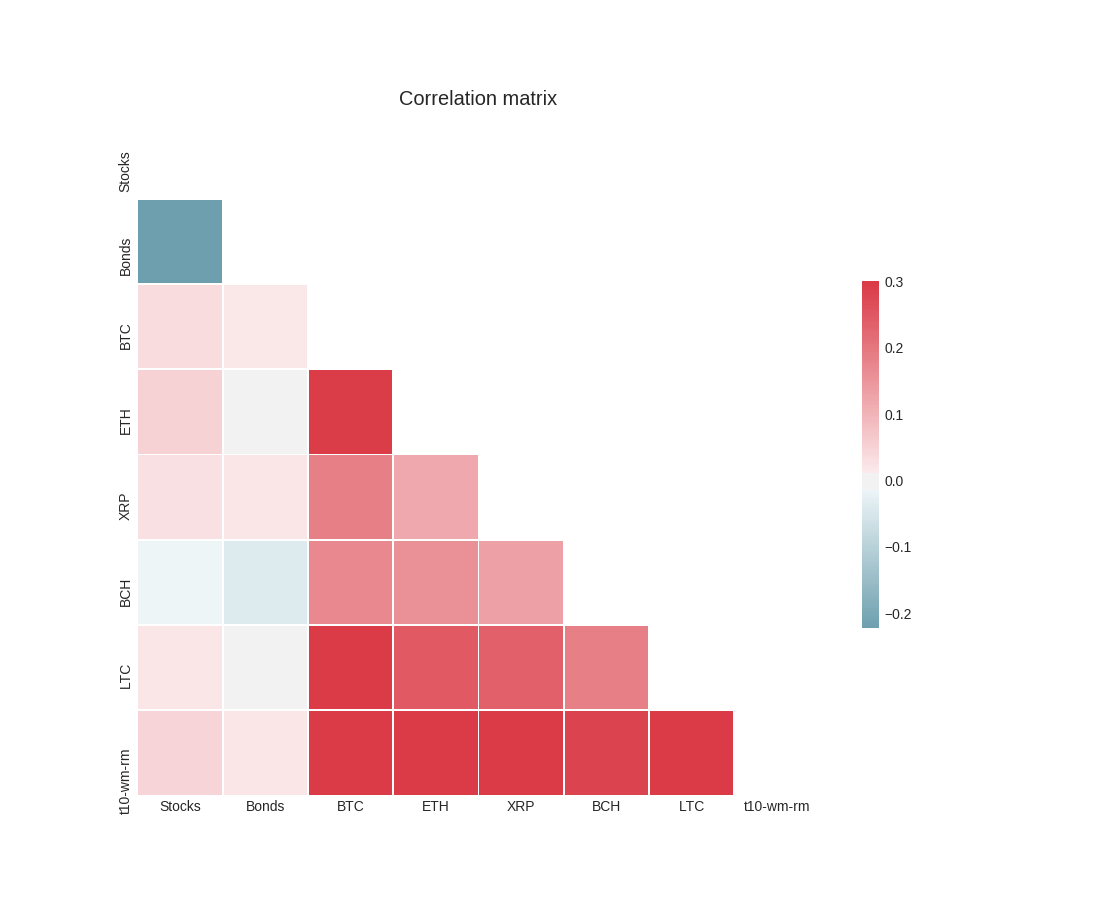 Correlation matrix
Stocks
Bonds
BTC
ETH
XRP
BCH
LTC
t10-wm-rm
Stocks Bonds BTC ETH XRP BCH LTC t10-wm-rm
0.3
0.2
0.1
0.0
−0.1
−0.2